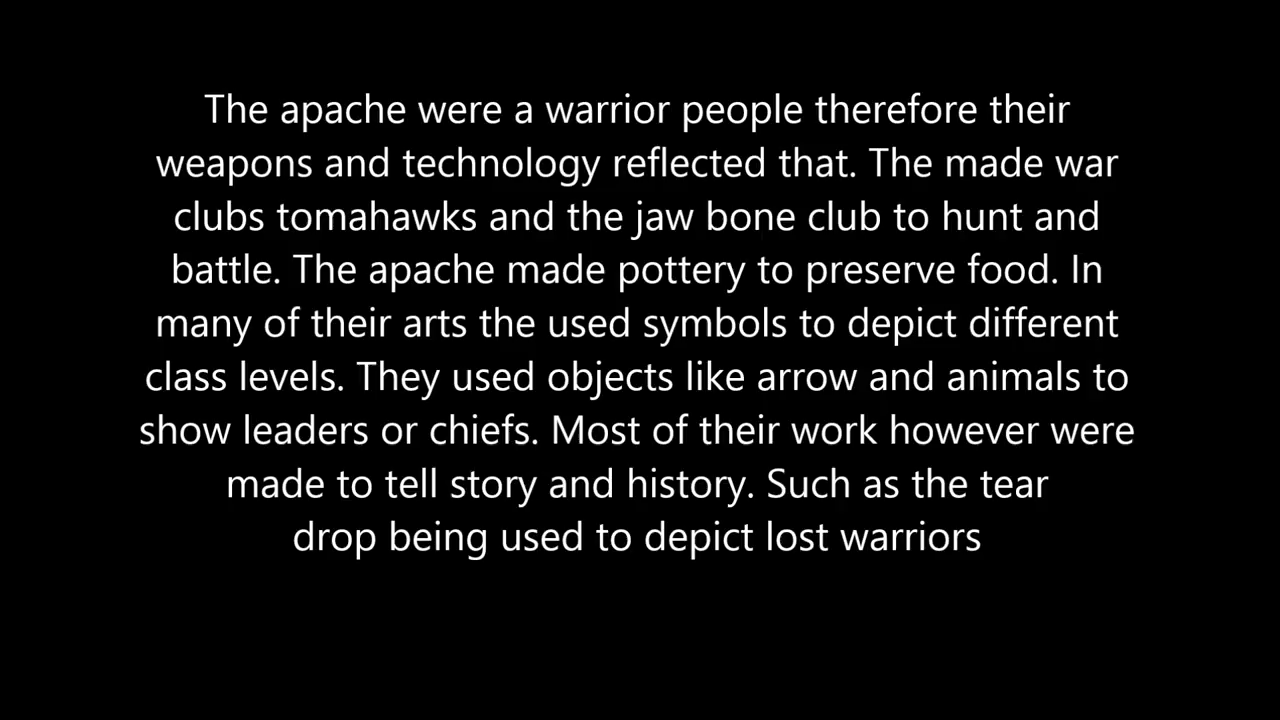 The apache were a warrior people therefore their
weapons and technology reflected that. The made war
clubs tomahawks and the jaw bone club to hunt and
battle. The apache made pottery to preserve food. In
many of their arts the used symbols to depict different
class levels. They used objects like arrow and animals to
show leaders or chiefs. Most of their work however were
made to tell story and history. Such as the tear
drop being used to depict lost warriors